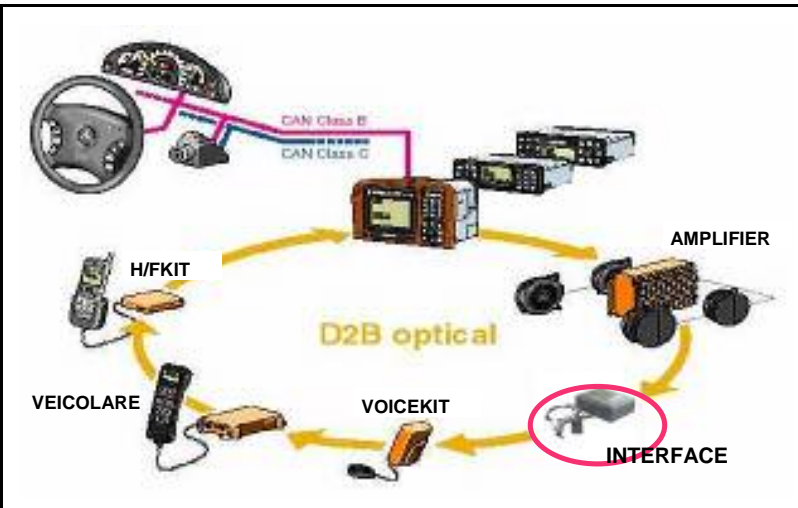 CAN Class B
CAN Class C
AMPLIFIER
H/FKIT
D2B optical
VEICOLARE
VOICEKIT
INTERFACE